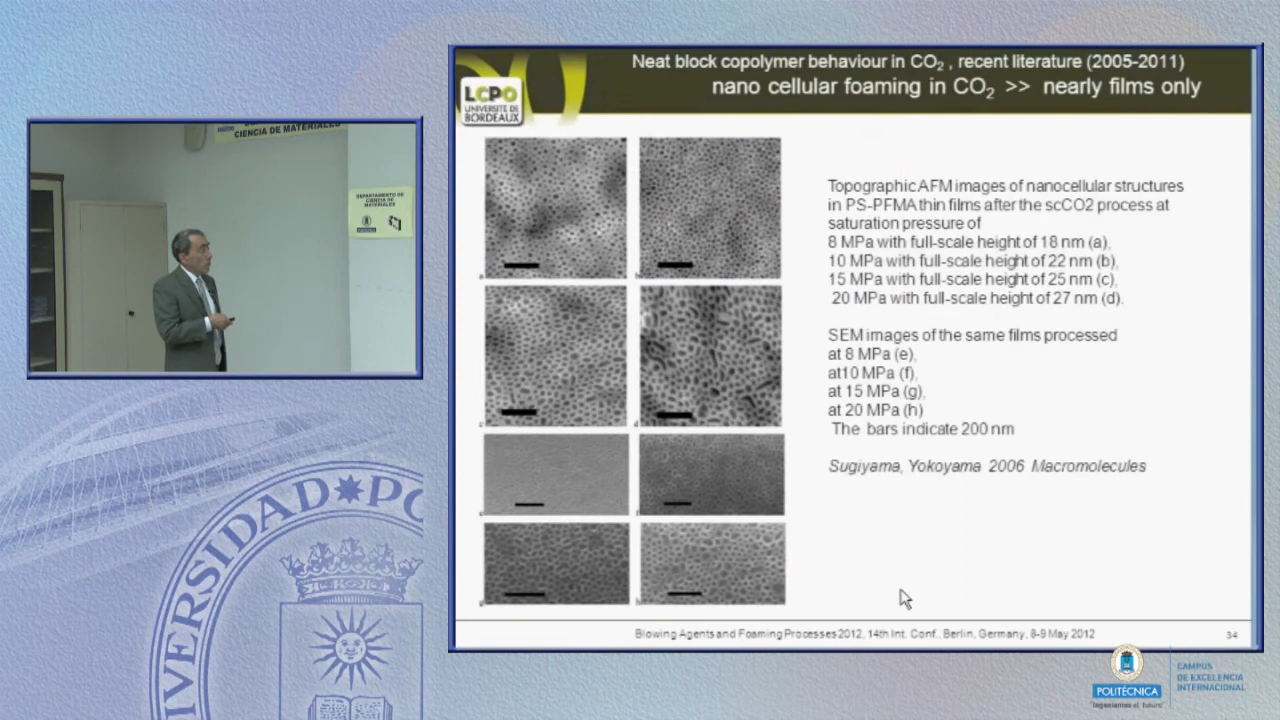 CIENCIA DE MATERIALES
DEPARTAMENTO DE
CIENCIA DE
MATERIALES
Neat block copolymer behaviour in CO2 , recent literature (2005-2011)
nano cellular foaming in CO2 >> nearly films only
LCPO
UNIVERSITÉ DE
BORDEAUX
Topographic AFM images of nanocellular structures
in PS-PFMA thin films after the scCO2 process at
saturation pressure of
8 MPa with full-scale height of 18 nm (a),
10 MPa with full-scale height of 22 nm (b),
15 MPa with full-scale height of 25 nm (c),
20 MPa with full-scale height of 27 nm (d).
SEM images of the same films processed
at 8 MPa (e),
at10 MPa (f),
at 15 MPa (g),
at 20 MPa (h)
The bars indicate 200 nm
Sugiyama, Yokoyama 2006 Macromolecules
Blowing Agents and Foaming Processes 2012, 14th Int. Conf., Berlin, Germany, 8-9 May 2012
34
VERSIDAD PO
POLITÉCNICA
"Ingeniamos el futuro"
CAMPUS
DE EXCELENCIA
INTERNACIONAL